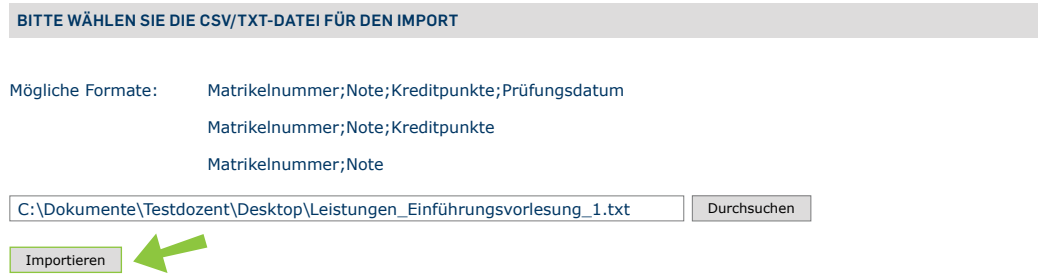 BITTE WÄHLEN SIE DIE CSV/TXT-DATEI FÜR DEN IMPORT
Mögliche Formate: Matrikelnummer;Note;Kreditpunkte;Prüfungsdatum
Matrikelnummer;Note;Kreditpunkte
Matrikelnummer;Note
C:\Dokumente\Testdozent\Desktop\Leistungen_Einführungsvorlesung_1.txt Durchsuchen
Importieren